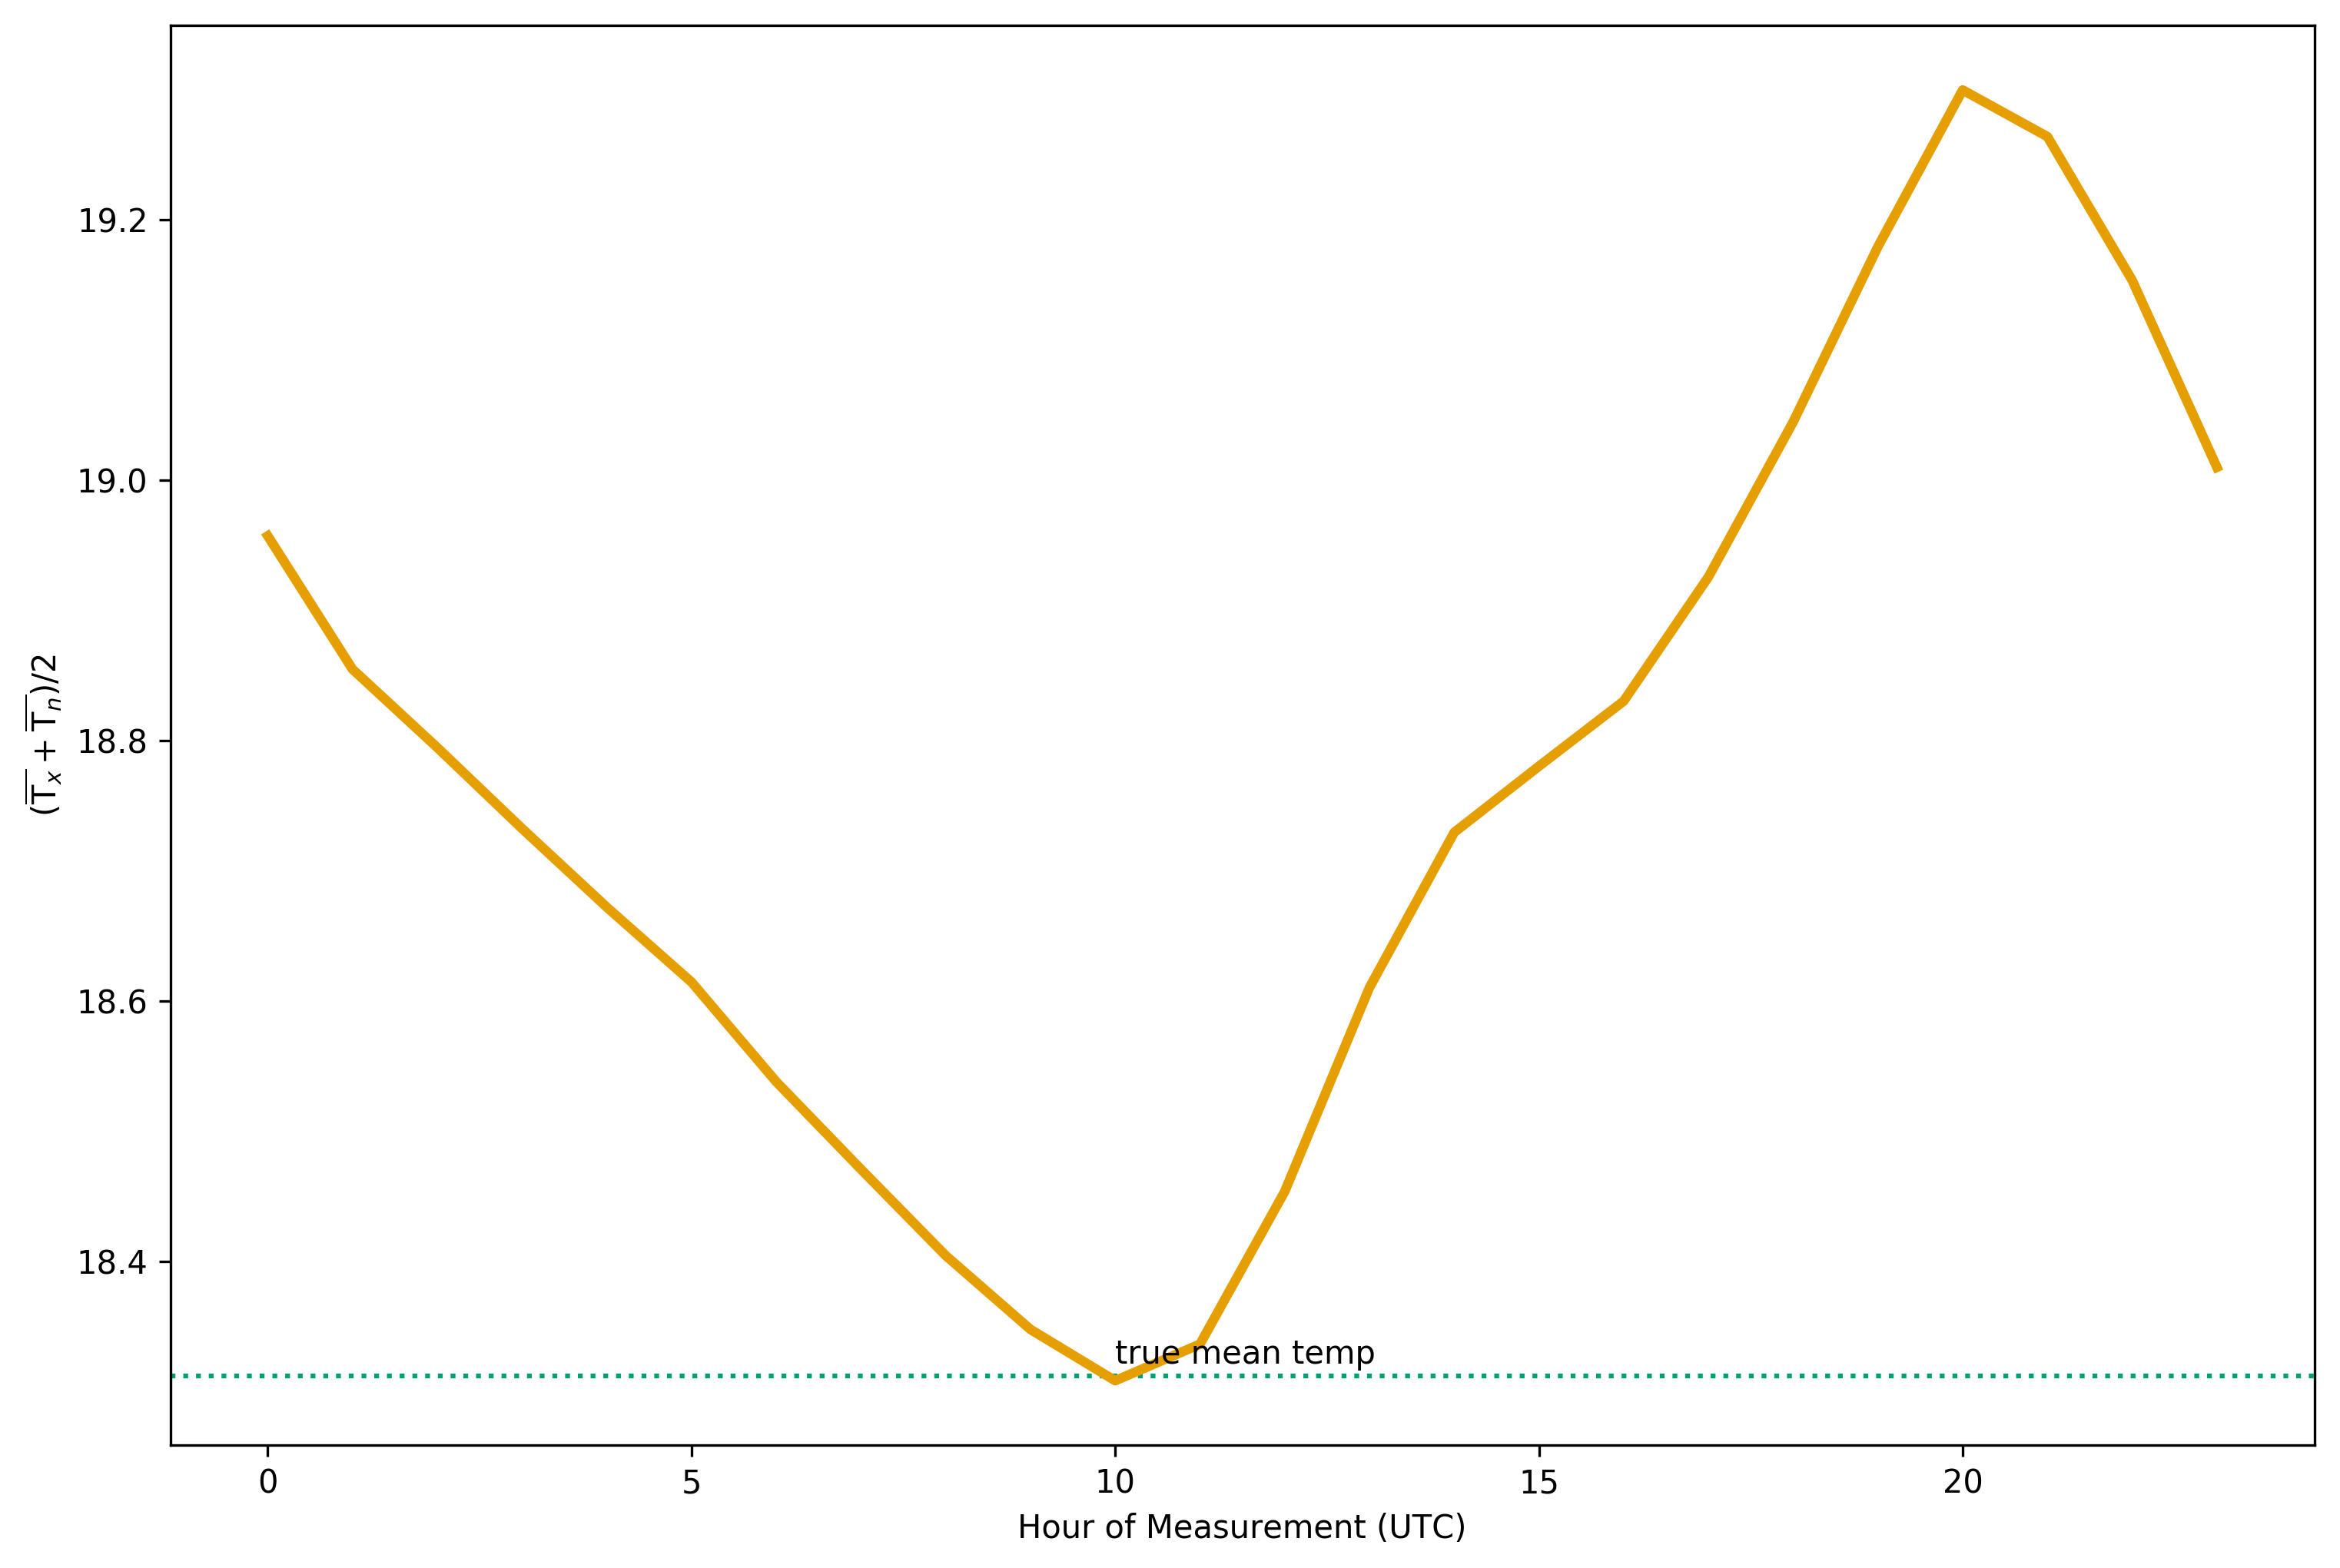 19.2
19.0
18.8
18.6
18.4
(T̅ₓ + T̅ₙ)/2
true mean temp
0 5 10 15 20
Hour of Measurement (UTC)